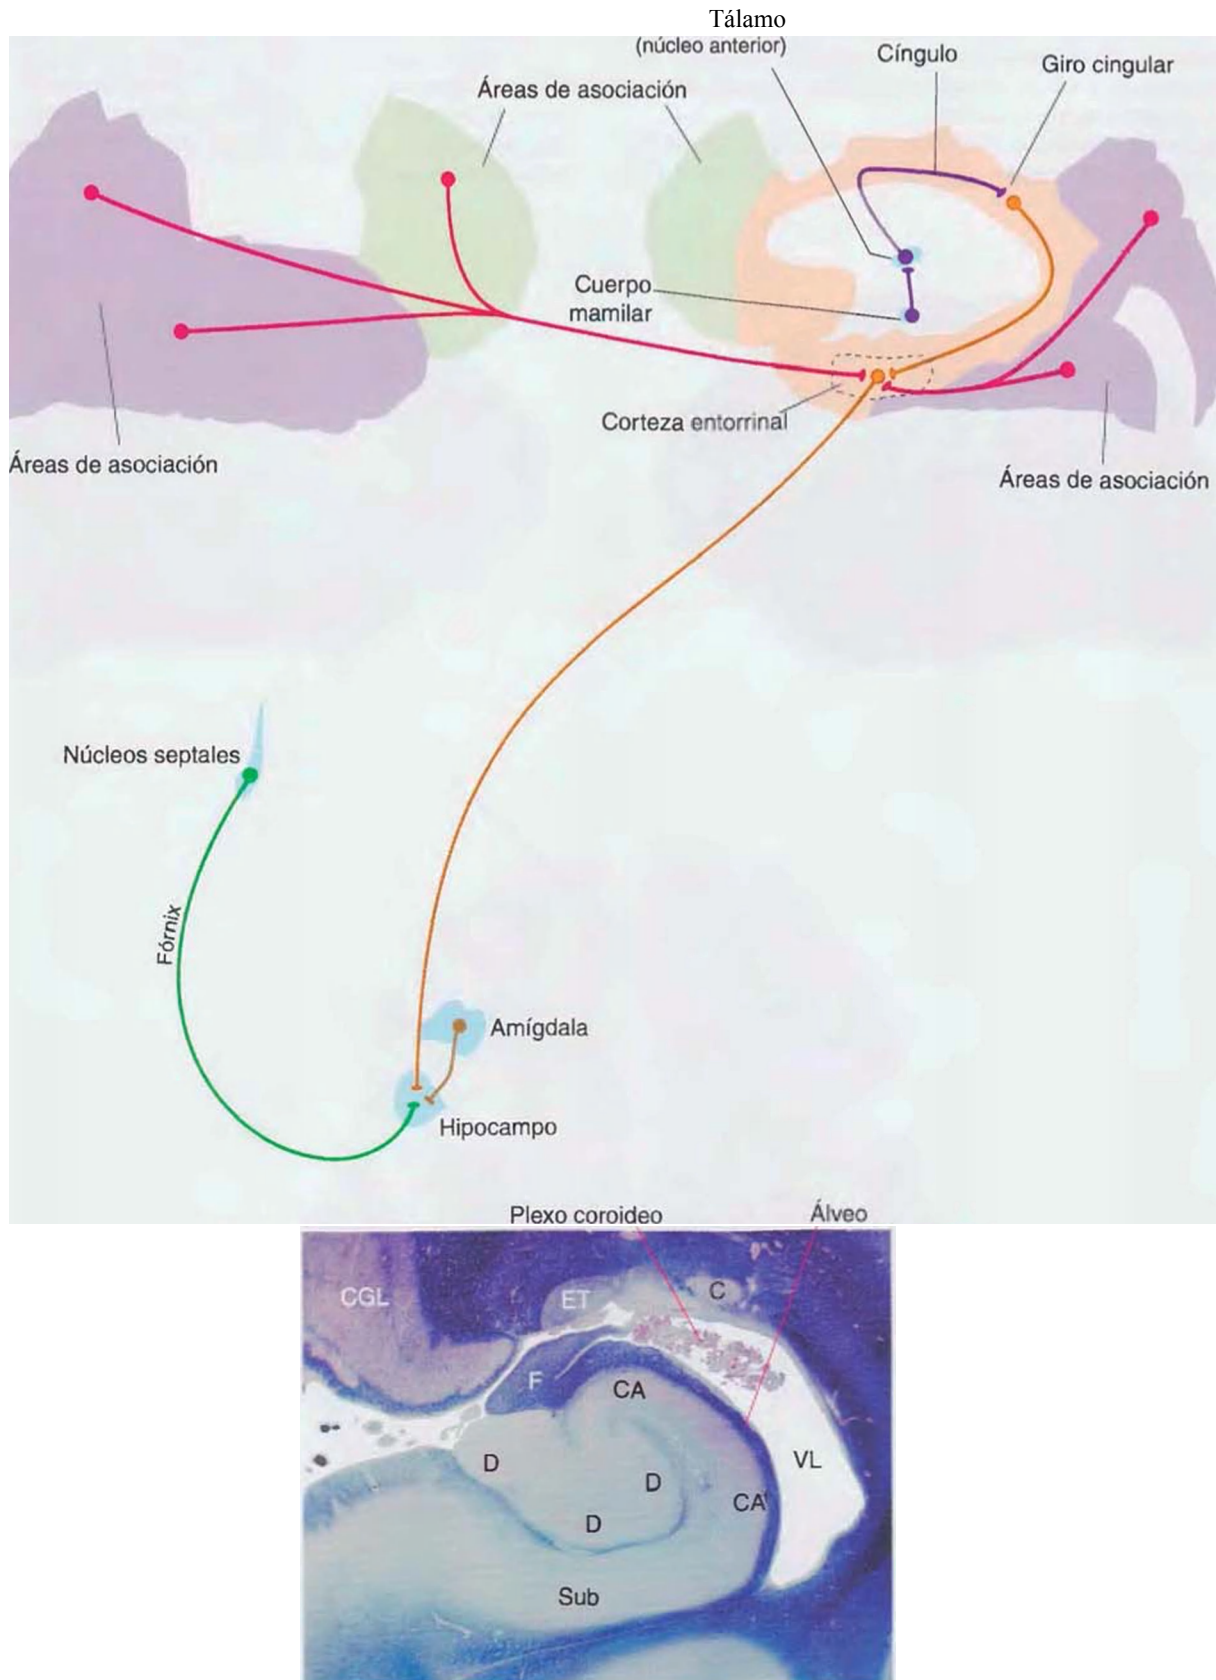 Tálamo
(núcleo anterior)
Cíngulo
Giro cingular
Áreas de asociación
Cuerpo
mamilar
Corteza entorrinal
Áreas de asociación
Áreas de asociación
Núcleos septales
Fórnix
Amígdala
Hipocampo
Plexo coroideo
Álveo
CGL
ET
C
F
CA
D
D
VL
CA
D
Sub